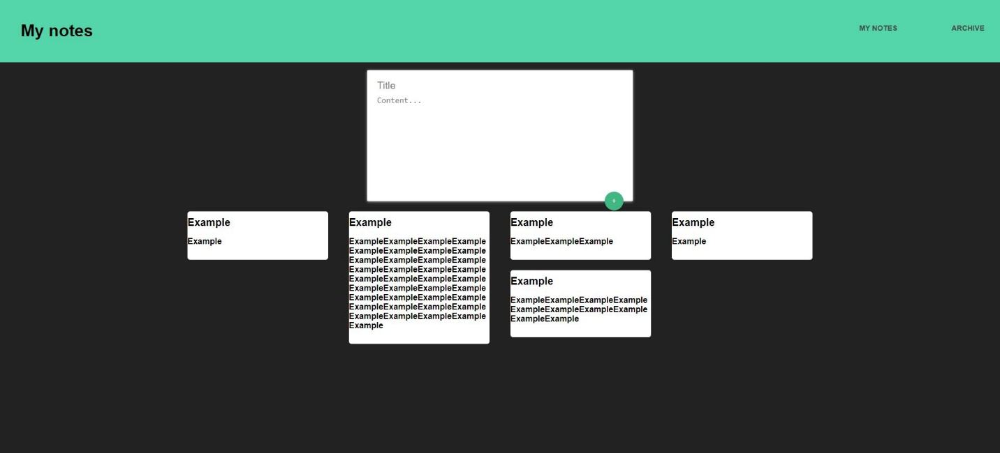 My notes
MY NOTES
ARCHIVE
Title
Content...
+
Example
Example
Example
ExampleExampleExampleExample
ExampleExampleExampleExample
ExampleExampleExampleExample
ExampleExampleExampleExample
ExampleExampleExampleExample
ExampleExampleExampleExample
ExampleExampleExampleExample
ExampleExampleExampleExample
ExampleExampleExampleExample
Example
Example
ExampleExampleExample
Example
ExampleExampleExampleExample
ExampleExampleExampleExample
ExampleExample
Example
Example